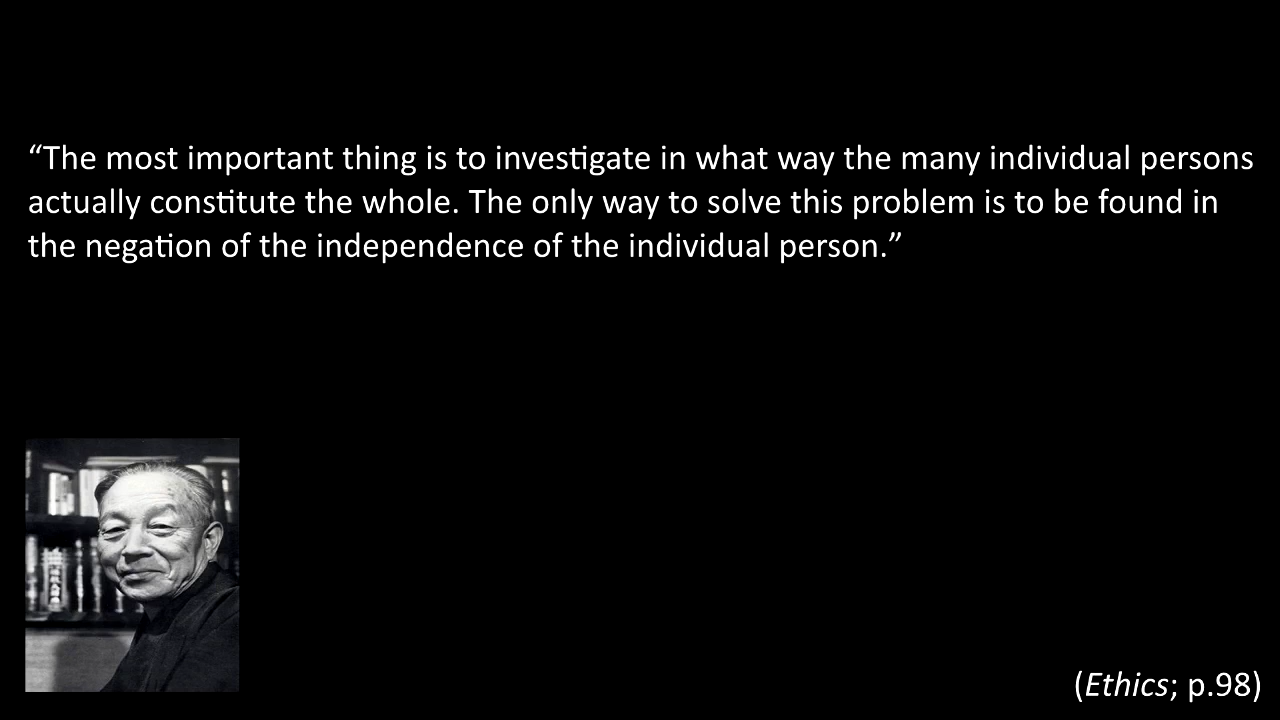 “The most important thing is to investigate in what way the many individual persons
actually constitute the whole. The only way to solve this problem is to be found in
the negation of the independence of the individual person.”
(Ethics; p.98)